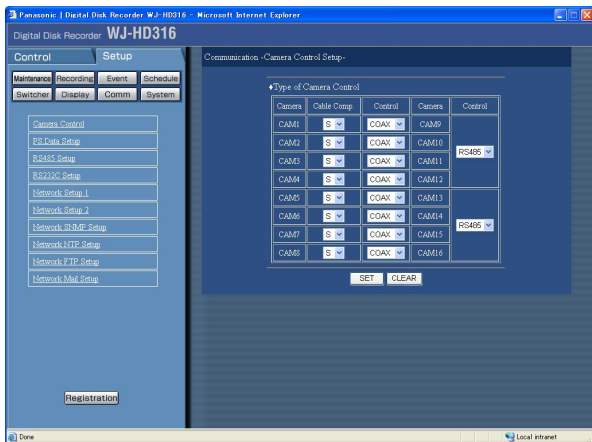 Panasonic | Digital Disk Recorder WJ-HD316 - Microsoft Internet Explorer
Digital Disk Recorder WJ-HD316
Control Setup
Maintenance Recording Event Schedule
Switcher Display Comm System
Camera Control
PS Data Setup
RS485 Setup
RS232C Setup
Network Setup 1
Network Setup 2
Network SNMP Setup
Network NTP Setup
Network FTP Setup
Network Mail Setup
Registration
Communication -Camera Control Setup-
♦Type of Camera Control
Camera Cable Comp. Control Camera Control
CAM1 S COAX CAM9
CAM2 S COAX CAM10
RS485
CAM3 S COAX CAM11
CAM4 S COAX CAM12
CAM5 S COAX CAM13
CAM6 S COAX CAM14
RS485
CAM7 S COAX CAM15
CAM8 S COAX CAM16
SET CLEAR
Done Local intranet